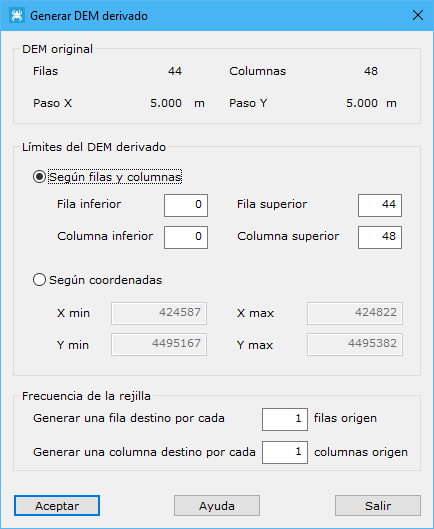 Generar DEM derivado
DEM original
Filas 44 Columnas 48
Paso X 5.000 m Paso Y 5.000 m
Límites del DEM derivado
Según filas y columnas
Fila inferior 0 Fila superior 44
Columna inferior 0 Columna superior 48
Según coordenadas
X min 424587 X max 424822
Y min 4495167 Y max 4495382
Frecuencia de la rejilla
Generar una fila destino por cada 1 filas origen
Generar una columna destino por cada 1 columnas origen
Aceptar Ayuda Salir